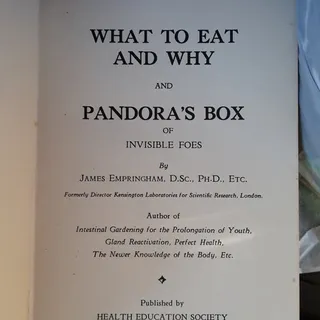 WHAT TO EAT
AND WHY
AND
PANDORA'S BOX
OF
INVISIBLE FOES
By
JAMES EMPRINGHAM, D.SC., PH.D., ETC.
Formerly Director Kensington Laboratories for Scientific Research, London.
Author of
Intestinal Gardening for the Prolongation of Youth,
Gland Reactivation, Perfect Health,
The Newer Knowledge of the Body, Etc.
Published by
HEALTH EDUCATION SOCIETY